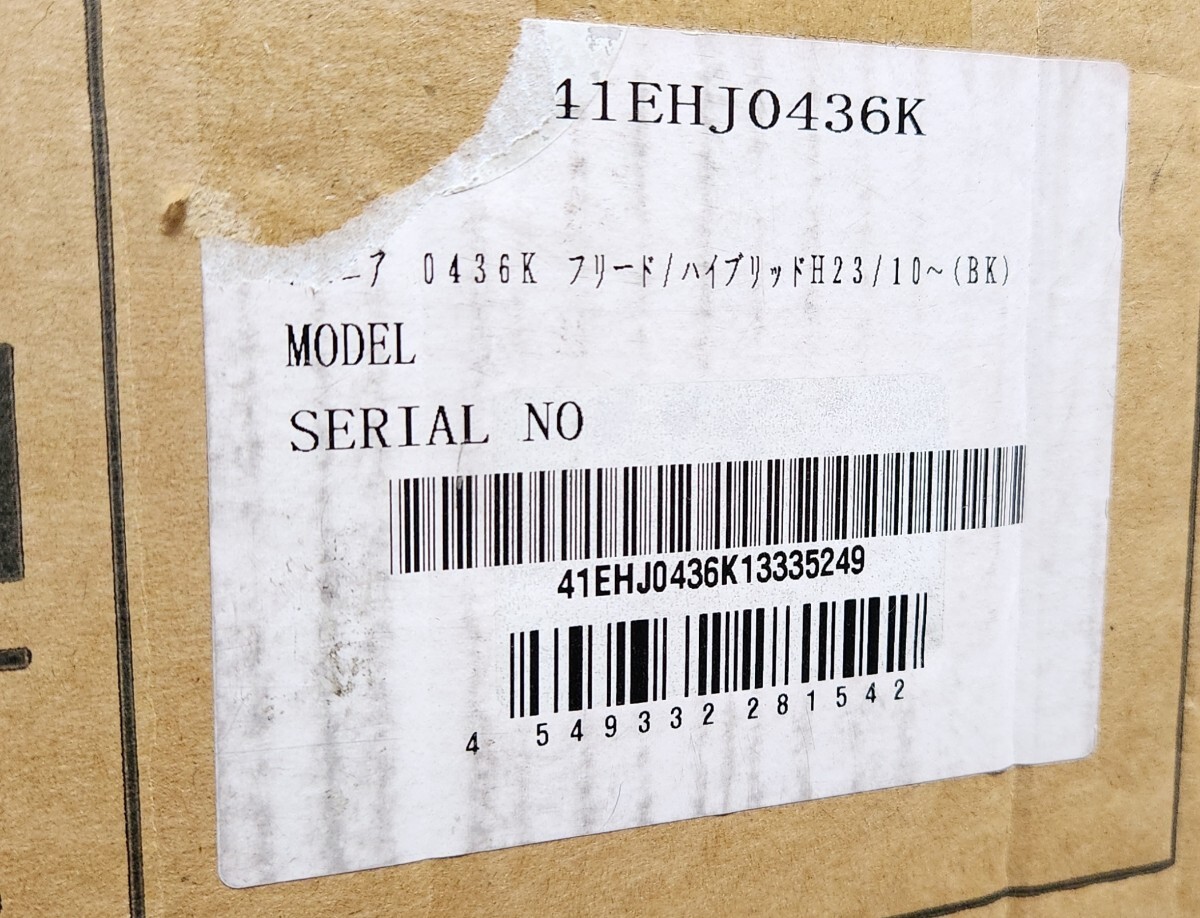 41EHJ0436K
ア 0436K フリード/ハイブリッドH23/10～(BK)
MODEL
SERIAL NO
41EHJ0436K13335249
4 549332 281542